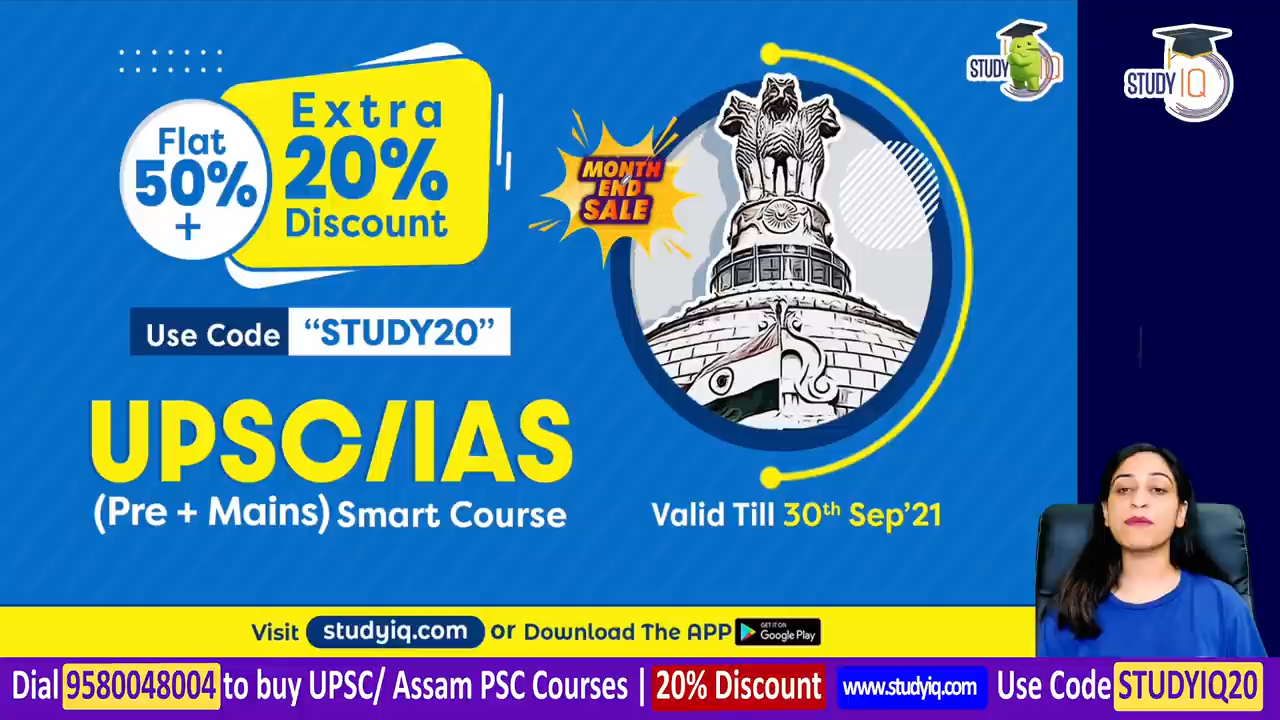 Flat
50%
+
Extra
20%
Discount
Use Code "STUDY20"
UPSC/IAS
(Pre + Mains) Smart Course
MONTH
END
SALE
Valid Till 30th Sep'21
STUDY
STUDY IQ
Visit studyiq.com or Download The APP GET IT ON Google Play
Dial 9580048004 to buy UPSC/ Assam PSC Courses | 20% Discount www.studyiq.com Use Code STUDYIQ20